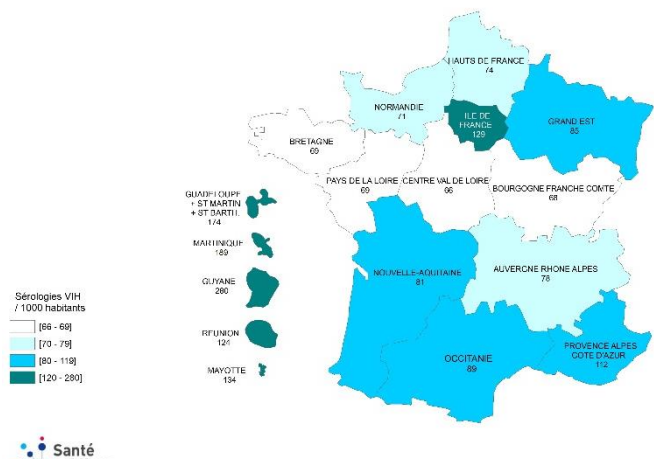 HAUTS DE FRANCE
74
NORMANDIE
71
ILE DE
FRANCE
129
GRAND EST
85
BRETAGNE
69
PAYS DE LA LOIRE
69
CENTRE VAL DE LOIRE
66
BOURGOGNE FRANCHE COMTE
68
GUADELOUPE
+ ST MARTIN
+ ST BARTH.
174
MARTINIQUE
189
GUYANE
280
REUNION
124
MAYOTTE
134
NOUVELLE-AQUITAINE
81
AUVERGNE RHONE ALPES
78
OCCITANIE
89
PROVENCE ALPES
COTE D'AZUR
112
Sérologies VIH
/ 1000 habitants
[66 - 69]
[70 - 79]
[80 - 119]
[120 - 280]
Santé